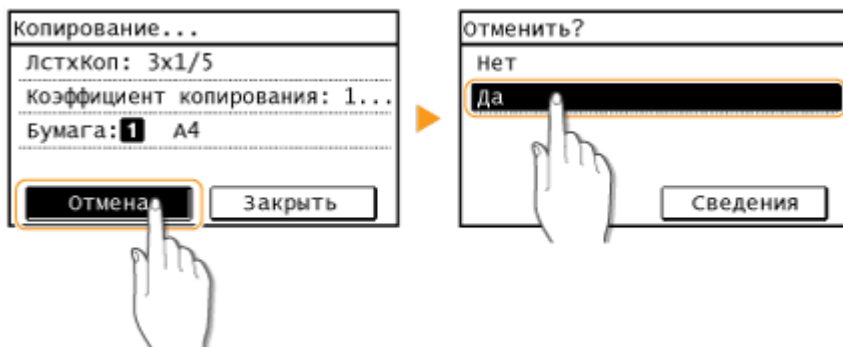 Копирование...
ЛстхКоп: 3x1/5
Коэффициент копирования: 1...
Бумага:1 A4
Отмена
Закрыть
Отменить?
Нет
Да
Сведения